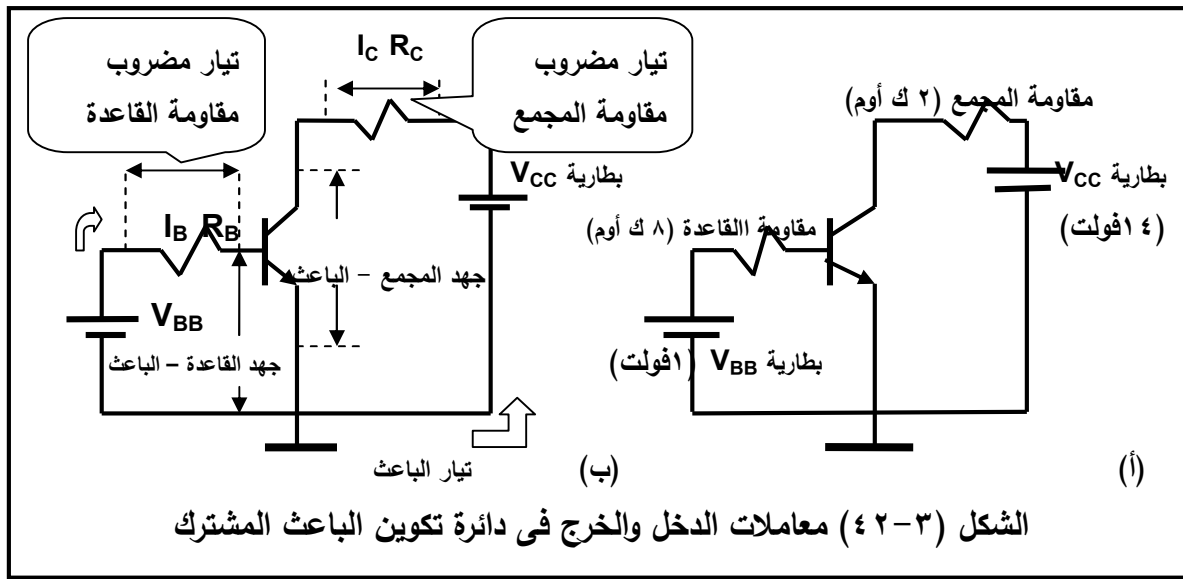 تيار مضروب
مقاومة القاعدة
I_C R_C
تيار مضروب
مقاومة المجمع
مقاومة المجمع (٢ ك أوم)
بطارية V_CC
بطارية V_CC
(١٤فولت)
I_B R_B
مقاومة االقاعدة (٨ ك أوم)
جهد المجمع – الباعث
V_BB
جهد القاعدة – الباعث
بطارية V_BB (١فولت)
تيار الباعث
(ب)
(أ)
الشكل (٣-٤٢) معاملات الدخل والخرج فى دائرة تكوين الباعث المشترك